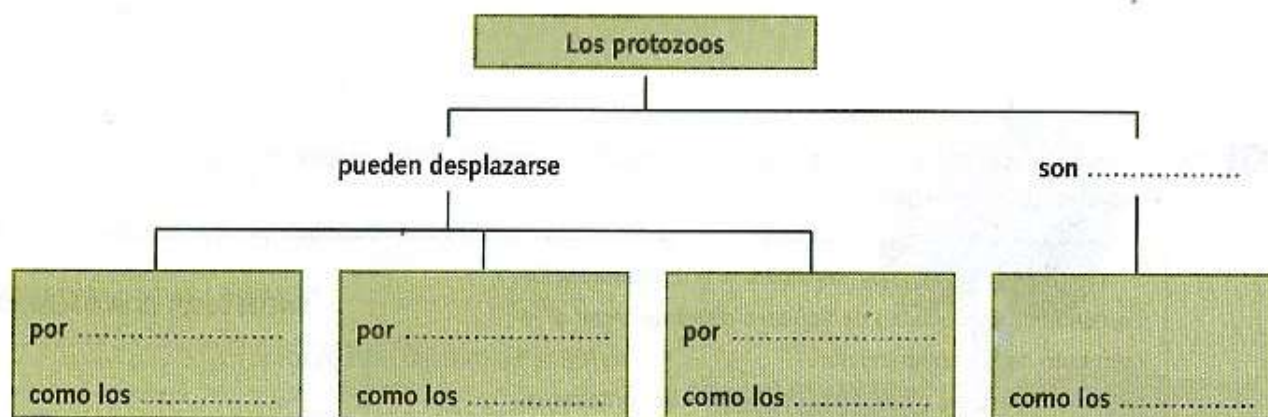 Los protozoos
pueden desplazarse
son ..................
por ........................
como los ................
por ........................
como los ................
por ........................
como los ................
como los ................